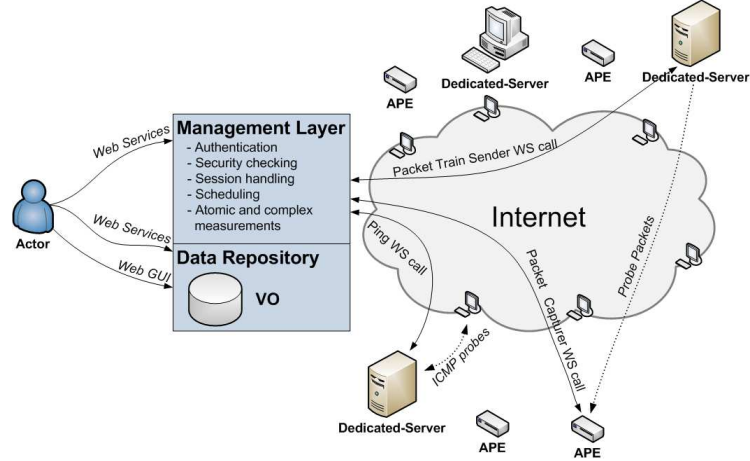 APE
Dedicated-Server
APE
Dedicated-Server
Web Services
Management Layer
- Authentication
- Security checking
- Session handling
- Scheduling
- Atomic and complex
measurements
Packet Train Sender WS call
Internet
Actor
Web Services
Web GUI
Data Repository
VO
Ping WS call
Packet Capturer WS call
Probe Packets
ICMP probes
Dedicated-Server
APE
APE